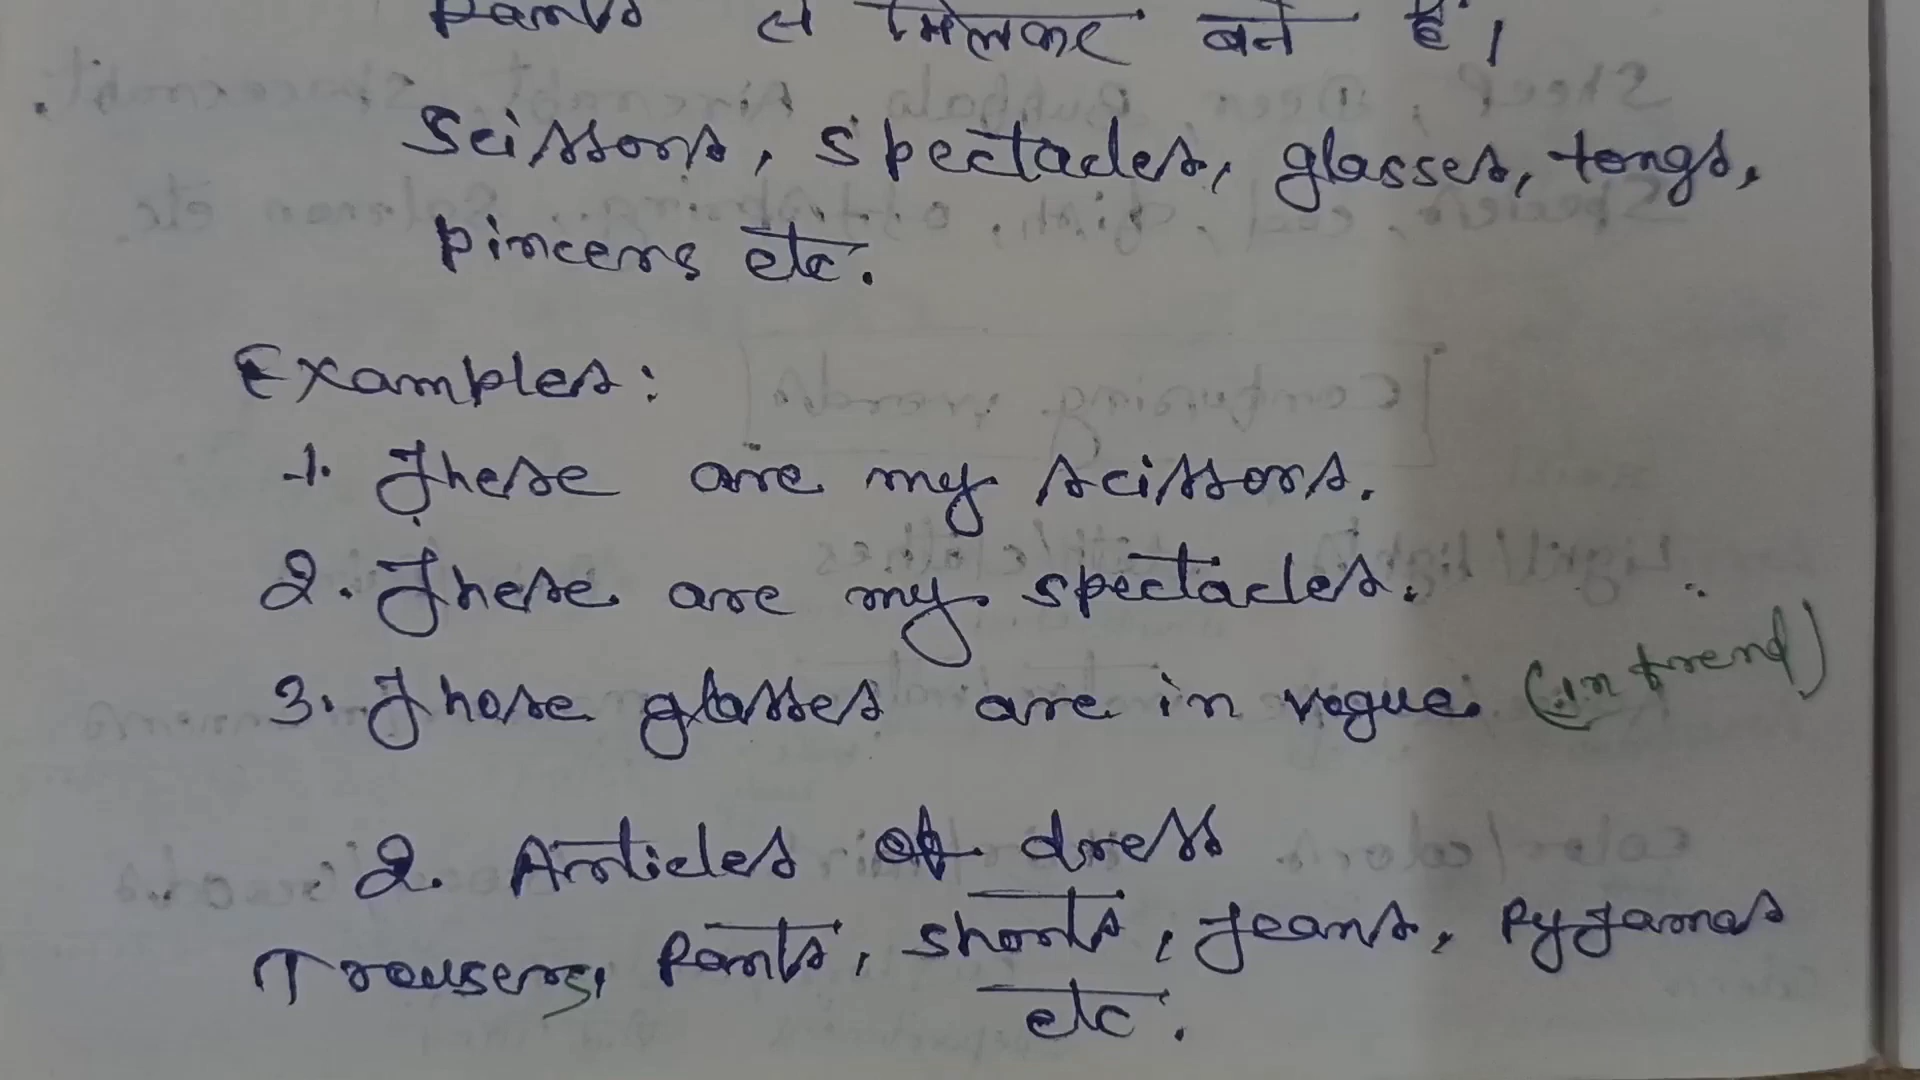 parts से मिलकर बने हैं।
Scissors, spectacles, glasses, tongs,
pincers etc.
Examples:
1. These are my scissors.
2. These are my spectacles.
3. Those glasses are in vogue (in trend)
2. Articles of dress
Trousers, Pants, shorts, jeans, Pyjamas
etc.